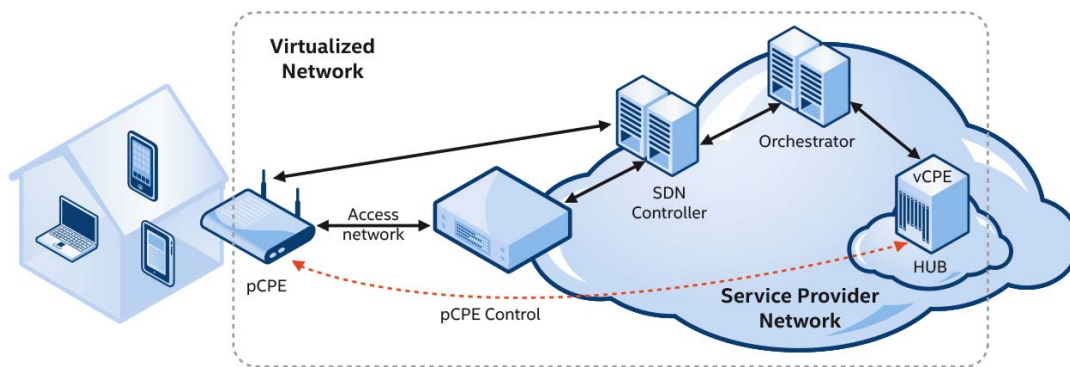 Virtualized
Network
Orchestrator
vCPE
SDN
Controller
Access
network
HUB
pCPE
pCPE Control
Service Provider
Network